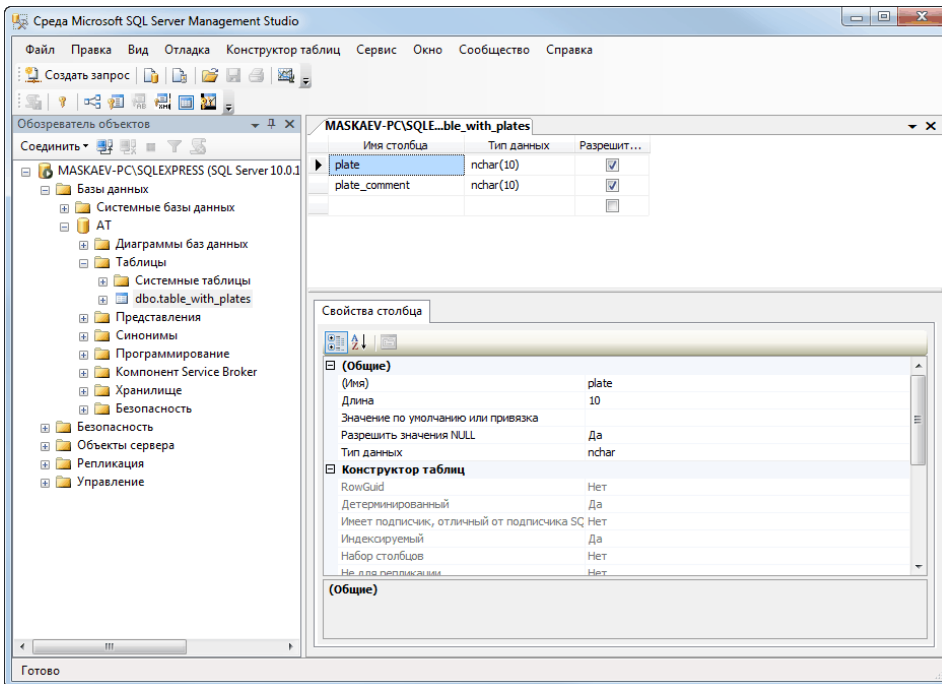 Среда Microsoft SQL Server Management Studio
Файл Правка Вид Отладка Конструктор таблиц Сервис Окно Сообщество Справка
Создать запрос
Обозреватель объектов
Соединить
MASKAEV-PC\SQLEXPRESS (SQL Server 10.0.1
Базы данных
Системные базы данных
AT
Диаграммы баз данных
Таблицы
Системные таблицы
dbo.table_with_plates
Представления
Синонимы
Программирование
Компонент Service Broker
Хранилище
Безопасность
Безопасность
Объекты сервера
Репликация
Управление
MASKAEV-PC\SQLE...ble_with_plates
Имя столбца Тип данных Разрешит...
plate nchar(10)
plate_comment nchar(10)
Свойства столбца
(Общие)
(Имя) plate
Длина 10
Значение по умолчанию или привязка
Разрешить значения NULL Да
Тип данных nchar
Конструктор таблиц
RowGuid Нет
Детерминированный Да
Имеет подписчик, отличный от подписчика SQ Нет
Индексируемый Да
Набор столбцов Нет
Не для репликации Нет
(Общие)
Готово